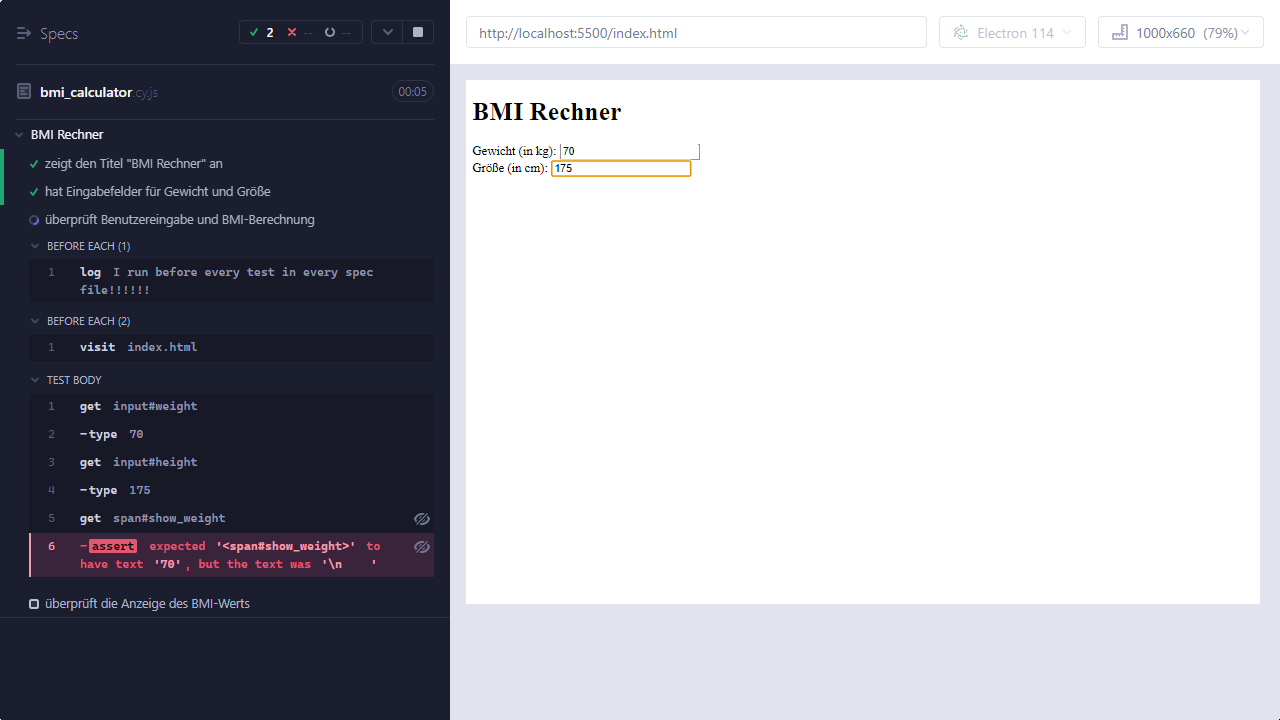 Specs
2
--
--
bmi_calculator.cy.js
00:05
BMI Rechner
zeigt den Titel "BMI Rechner" an
hat Eingabefelder für Gewicht und Größe
überprüft Benutzereingabe und BMI-Berechnung
BEFORE EACH (1)
1 log I run before every test in every spec
file!!!!!!
BEFORE EACH (2)
1 visit index.html
TEST BODY
1 get input#weight
2 -type 70
3 get input#height
4 -type 175
5 get span#show_weight
6 -assert expected '<span#show_weight>' to
have text '70', but the text was '\n    '
überprüft die Anzeige des BMI-Werts
http://localhost:5500/index.html
Electron 114
1000x660 (79%)
BMI Rechner
Gewicht (in kg): 70
Größe (in cm): 175